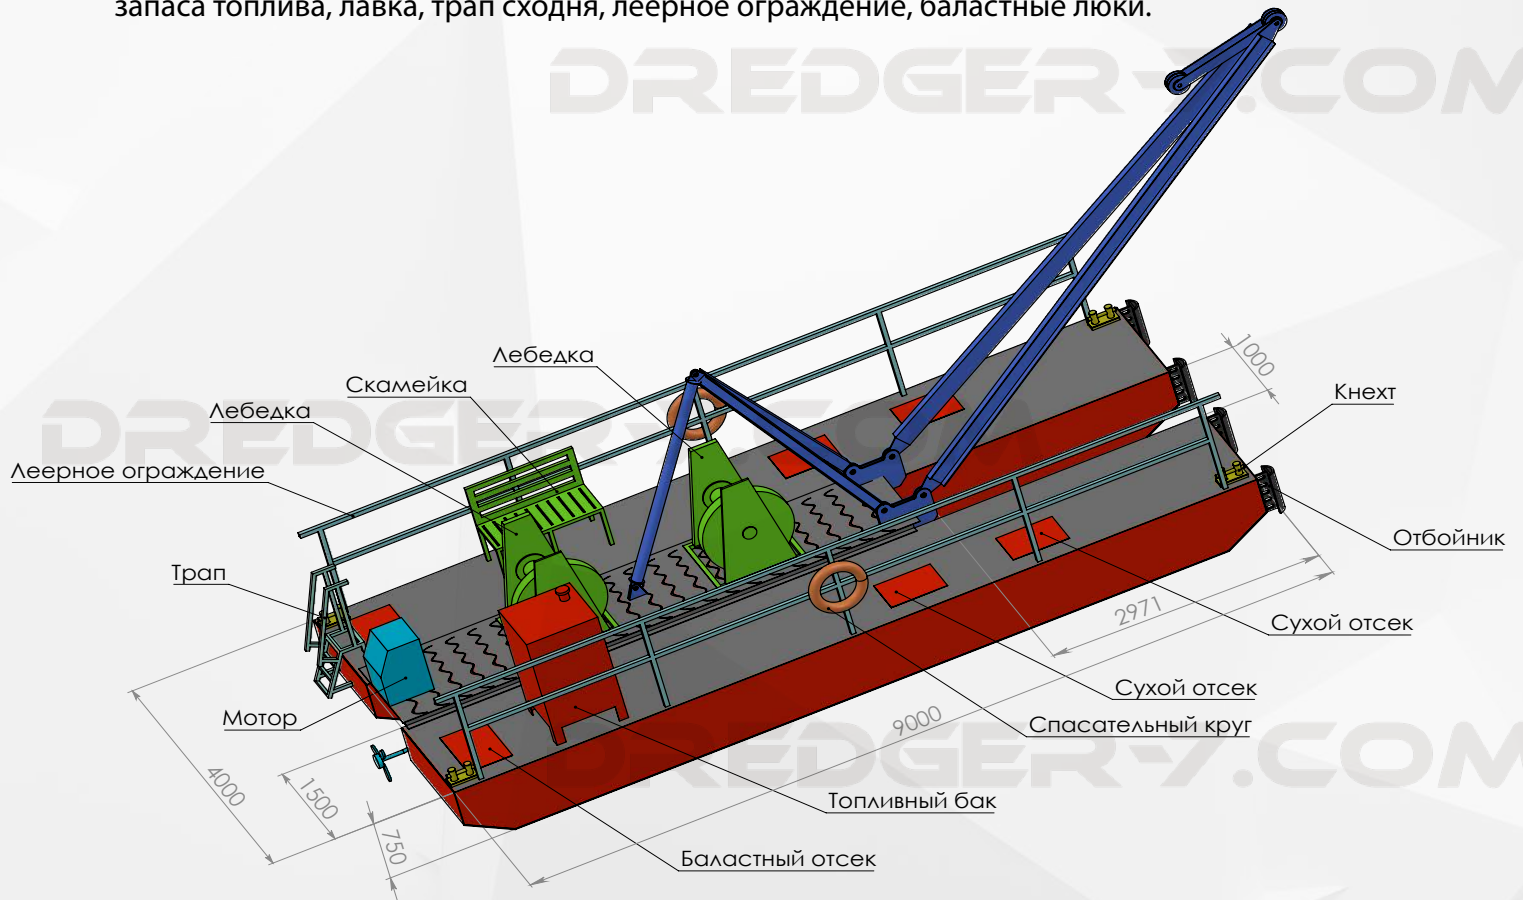 запаса топлива, лавка, трап сходня, леерное ограждение, баластные люки.
DREDGER-Y.COM
Лебедка
Скамейка
Лебедка
DREDGER-Y.COM
Леерное ограждение
1000
Кнехт
Отбойник
Трап
2971
Сухой отсек
Сухой отсек
Мотор
9000
Спасательный круг
DREDGER-Y.COM
4000
1500
Топливный бак
750
Баластный отсек